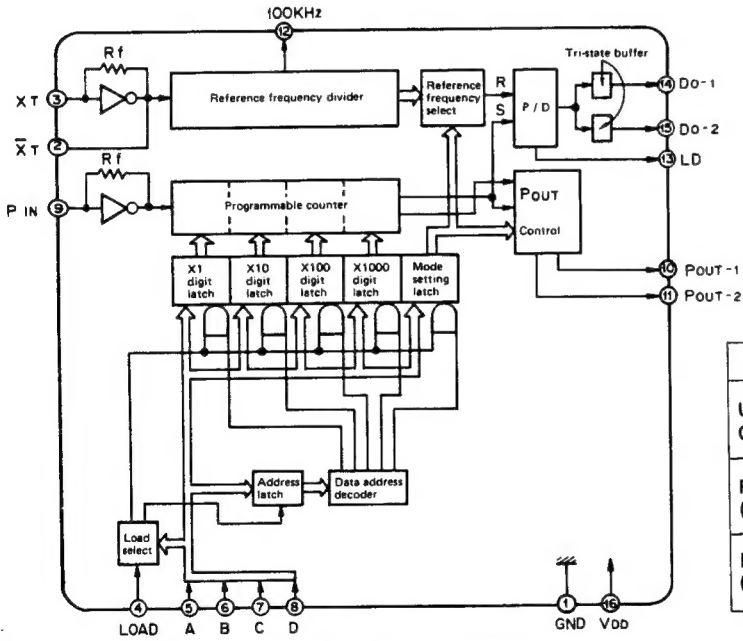 100KHz
12
Rf
XT
3
Reference frequency divider
Reference
frequency
select
R
S
P/D
Tri-state buffer
14
DO-1
15
DO-2
X̅T
2
13
LD
Rf
P IN
9
Programmable counter
POUT
Control
X1
digit
latch
X10
digit
latch
X100
digit
latch
X1000
digit
latch
Mode
setting
latch
10
POUT-1
11
POUT-2
Address
latch
Data address
decoder
Load
select
4
5
6
7
8
1
16
LOAD
A
B
C
D
GND
VDD